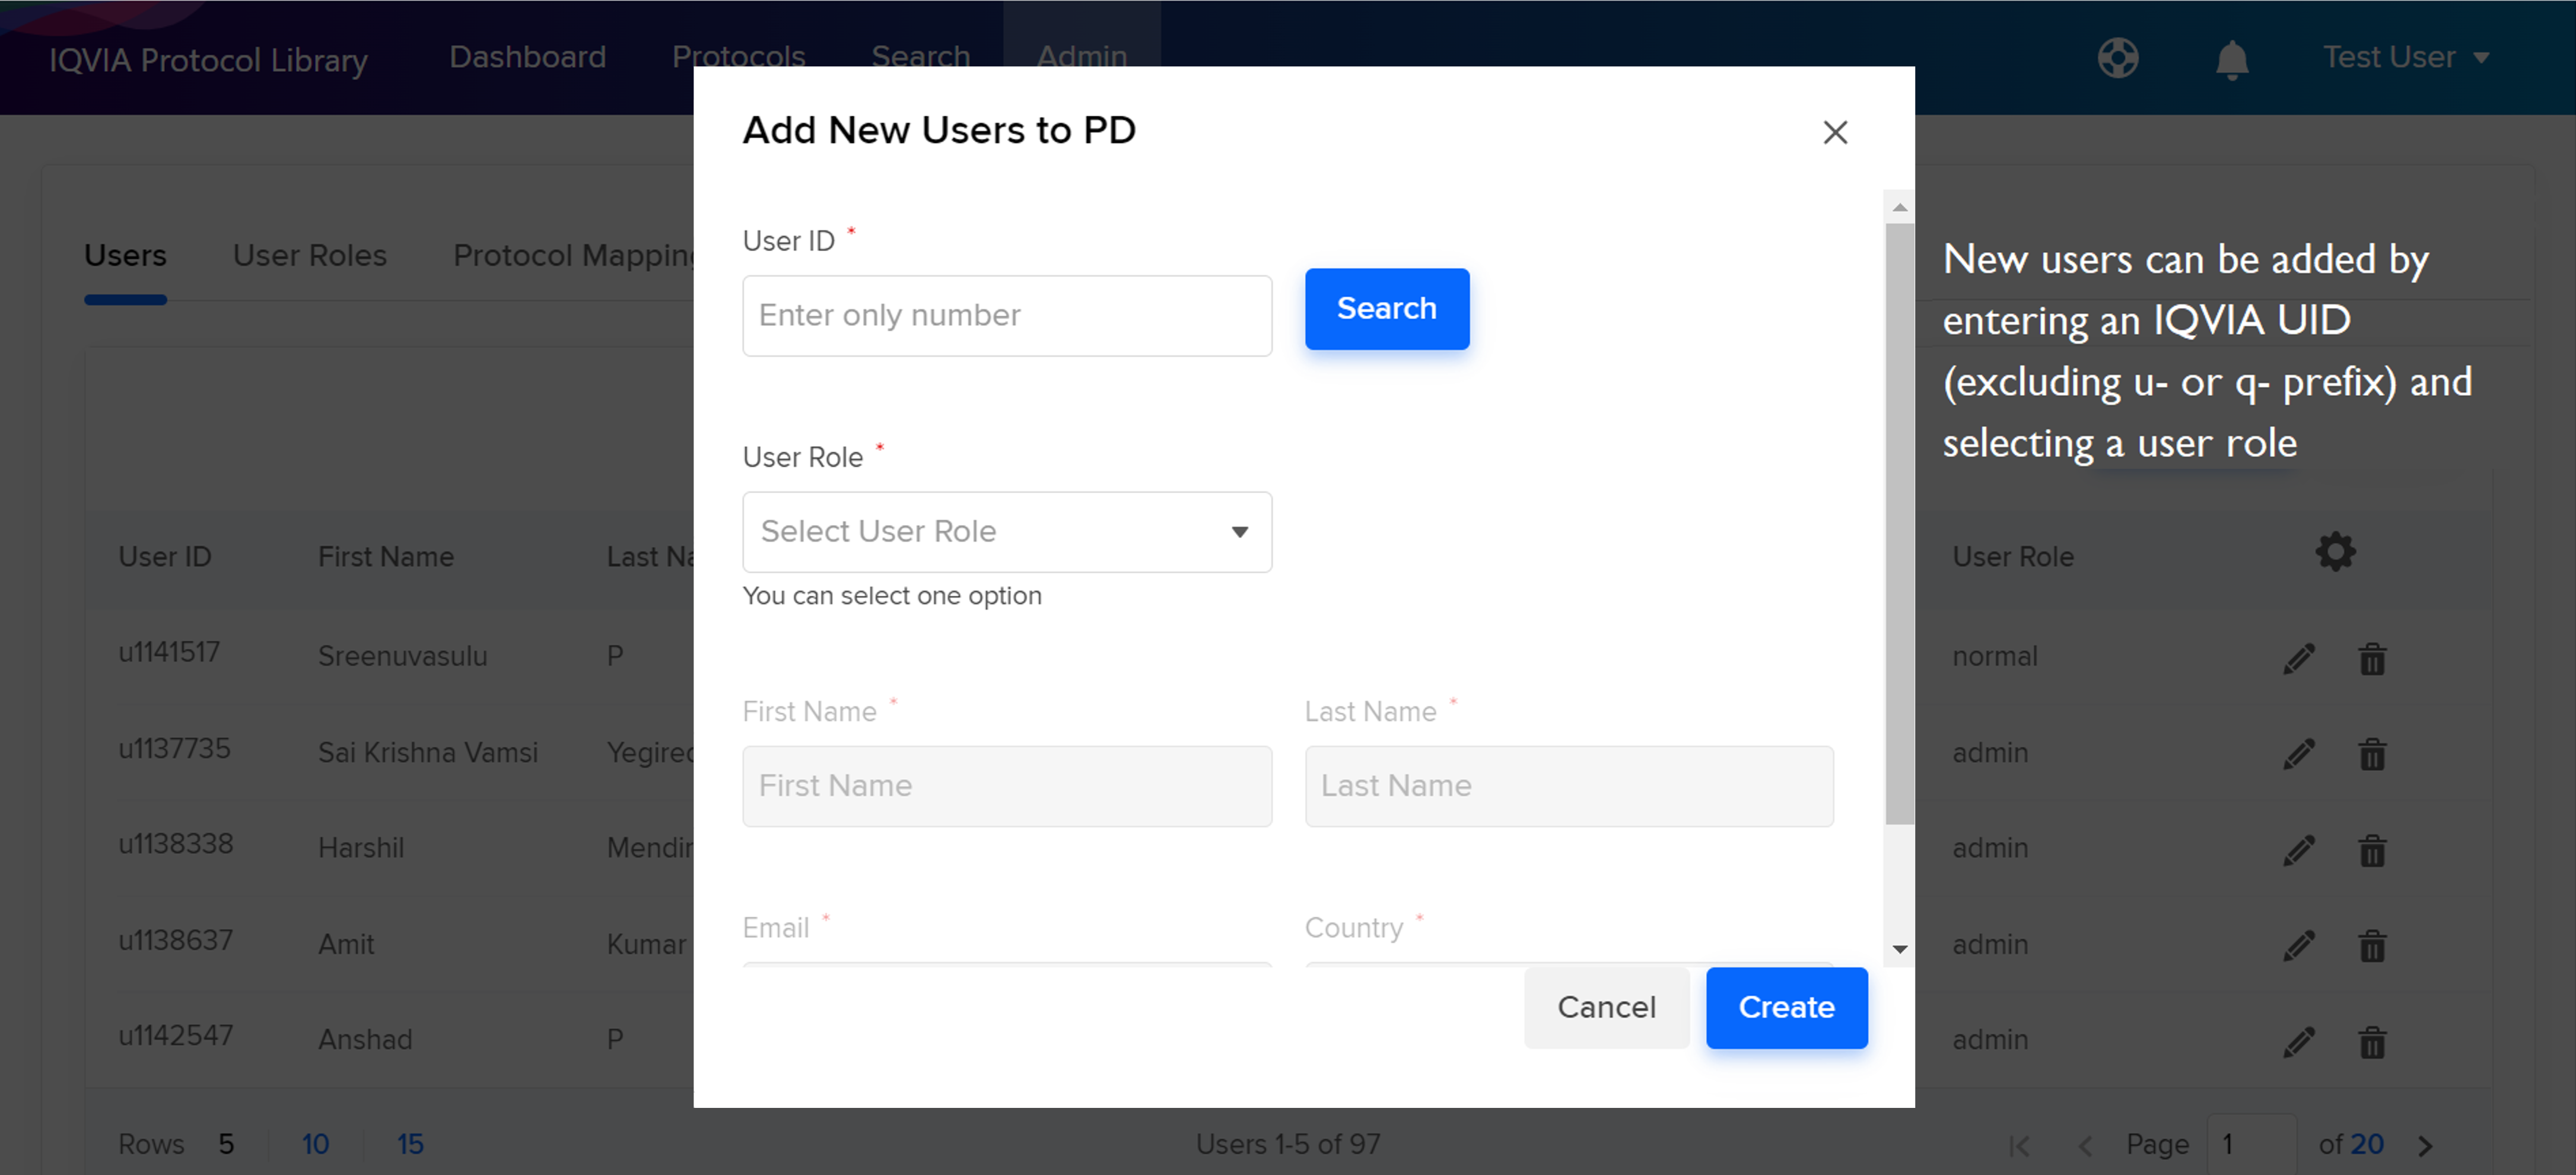 IQVIA Protocol Library Dashboard Protocols Search Admin Test User
Add New Users to PD
Users User Roles Protocol Mapping
User ID *
Enter only number Search
New users can be added by
entering an IQVIA UID
(excluding u- or q- prefix) and
selecting a user role
User Role *
Select User Role
You can select one option
User ID First Name Last Na User Role
u1141517 Sreenuvasulu P normal
u1137735 Sai Krishna Vamsi Yegired admin
u1138338 Harshil Mendir admin
u1138637 Amit Kumar admin
u1142547 Anshad P admin
First Name * Last Name *
First Name Last Name
Email * Country *
Cancel Create
Rows 5 10 15 Users 1-5 of 97 Page 1 of 20